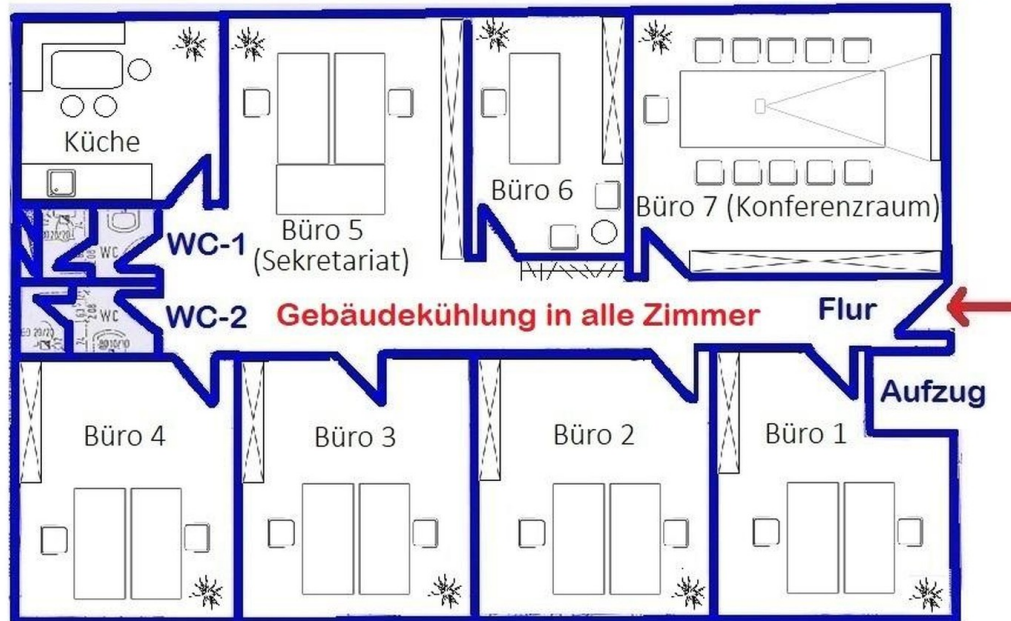 Küche
Büro 5
(Sekretariat)
Büro 6
Büro 7 (Konferenzraum)
WC
WC-1
WC
WC-2
Gebäudekühlung in alle Zimmer
Flur
Aufzug
Büro 4
Büro 3
Büro 2
Büro 1